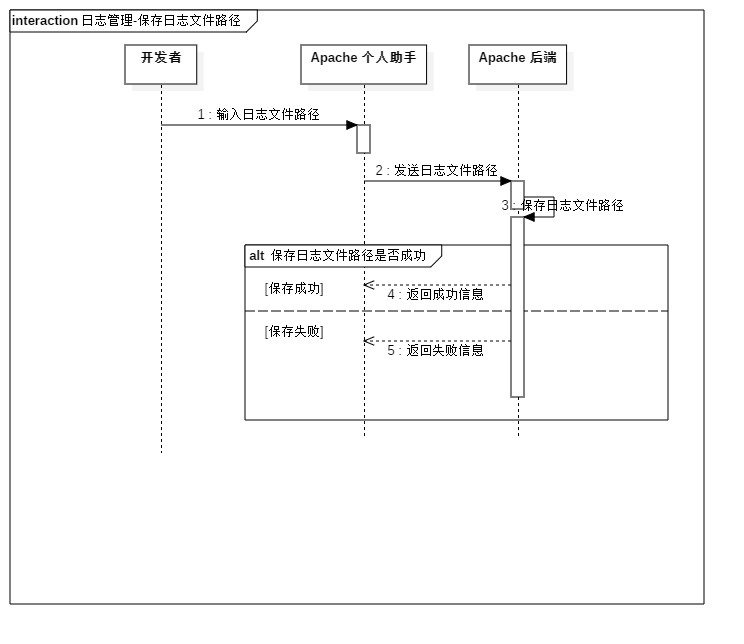 interaction 日志管理-保存日志文件路径
开发者
Apache 个人助手
Apache 后端
1 : 输入日志文件路径
2 : 发送日志文件路径
3 : 保存日志文件路径
alt 保存日志文件路径是否成功
[保存成功]
4 : 返回成功信息
[保存失败]
5 : 返回失败信息